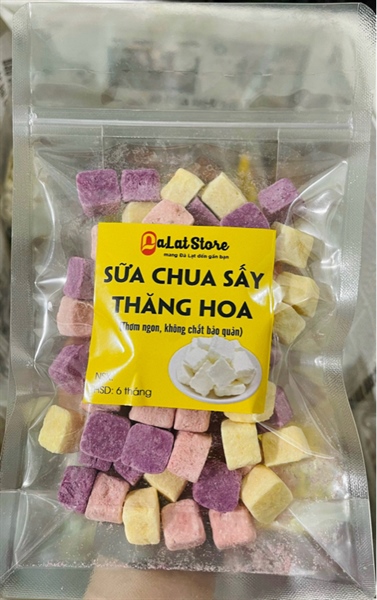 DaLat Store
mang Đà Lạt đến gần bạn
SỮA CHUA SẤY
THĂNG HOA
(Thơm ngon, không chất bảo quản)
HSD: 6 tháng